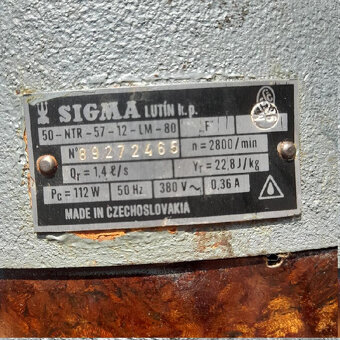 SIGMA LUTÍN k.p.
50-NTR-57-12-LM-80 F
N° 89272465 n = 2800/min
Qr = 1,4 ℓ/s Yr = 22,8 J/kg
Pc = 112 W 50 Hz 380 V ~ 0,36 A
MADE IN CZECHOSLOVAKIA